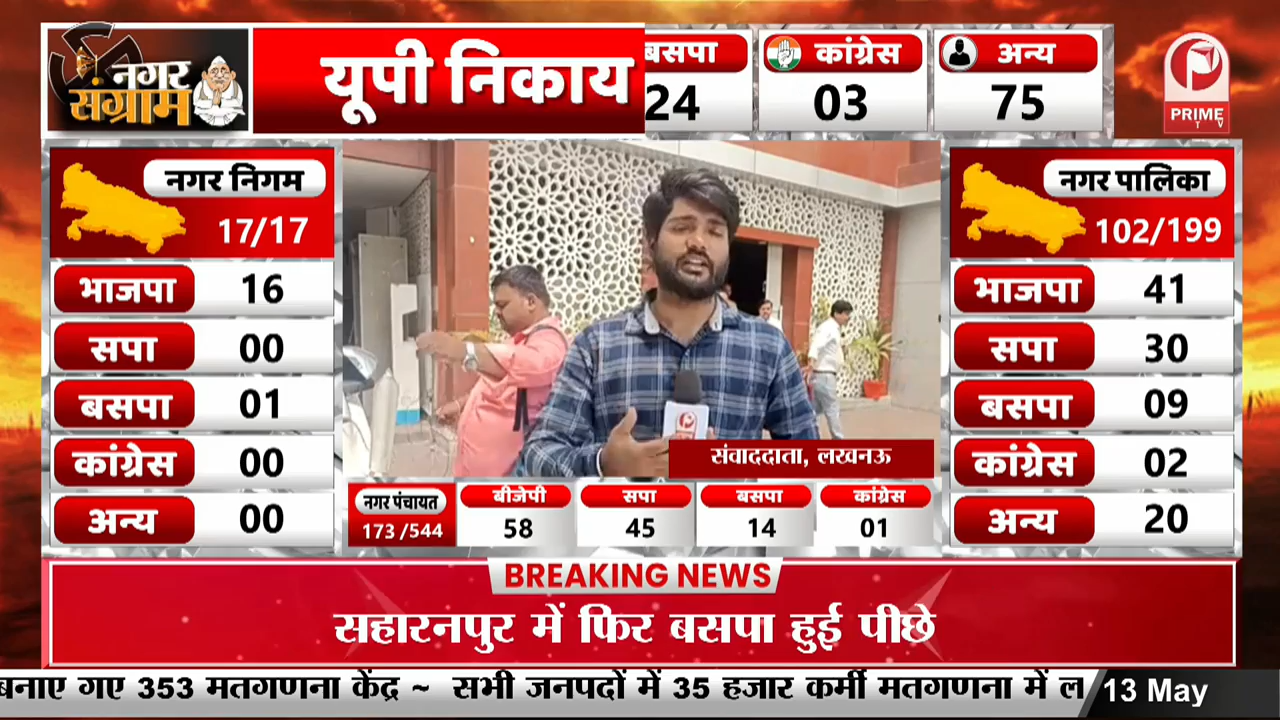 नगर संग्राम
यूपी निकाय
बसपा
24
कांग्रेस
03
अन्य
75
PRIME
TV
नगर निगम
17/17
भाजपा 16
सपा 00
बसपा 01
कांग्रेस 00
अन्य 00
संवाददाता, लखनऊ
नगर पंचायत
173/544
बीजेपी
58
सपा
45
बसपा
14
कांग्रेस
01
नगर पालिका
102/199
भाजपा 41
सपा 30
बसपा 09
कांग्रेस 02
अन्य 20
BREAKING NEWS
सहारनपुर में फिर बसपा हुई पीछे
बनाए गए 353 मतगणना केंद्र ~ सभी जनपदों में 35 हजार कर्मी मतगणना में ल
13 May